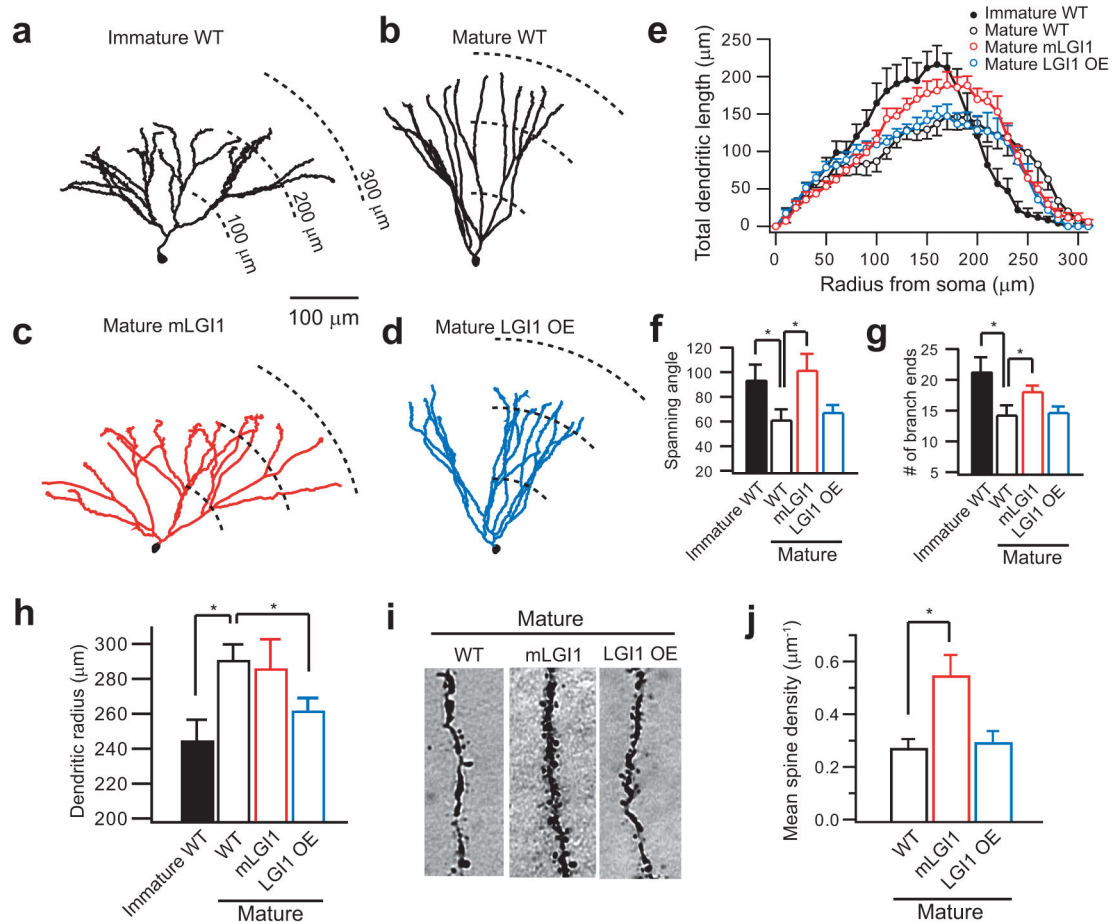 a
Immature WT
100 µm
200 µm
300 µm
100 µm
b
Mature WT
c
Mature mLGI1
d
Mature LGI1 OE
e
Immature WT
Mature WT
Mature mLGI1
Mature LGI1 OE
Total dendritic length (µm)
250
200
150
100
50
0
0 50 100 150 200 250 300
Radius from soma (µm)
f
Spanning angle
120
100
80
60
40
20
* *
Immature WT
WT
mLGI1
LGI1 OE
Mature
g
# of branch ends
25
20
15
10
5
*
*
Immature WT
WT
mLGI1
LGI1 OE
Mature
h
Dendritic radius (µm)
300
280
260
240
220
200
* *
Immature WT
WT
mLGI1
LGI1 OE
Mature
i
Mature
WT mLGI1 LGI1 OE
j
Mean spine density (µm⁻¹)
0.6
0.4
0.2
0.0
*
WT
mLGI1
LGI1 OE
Mature